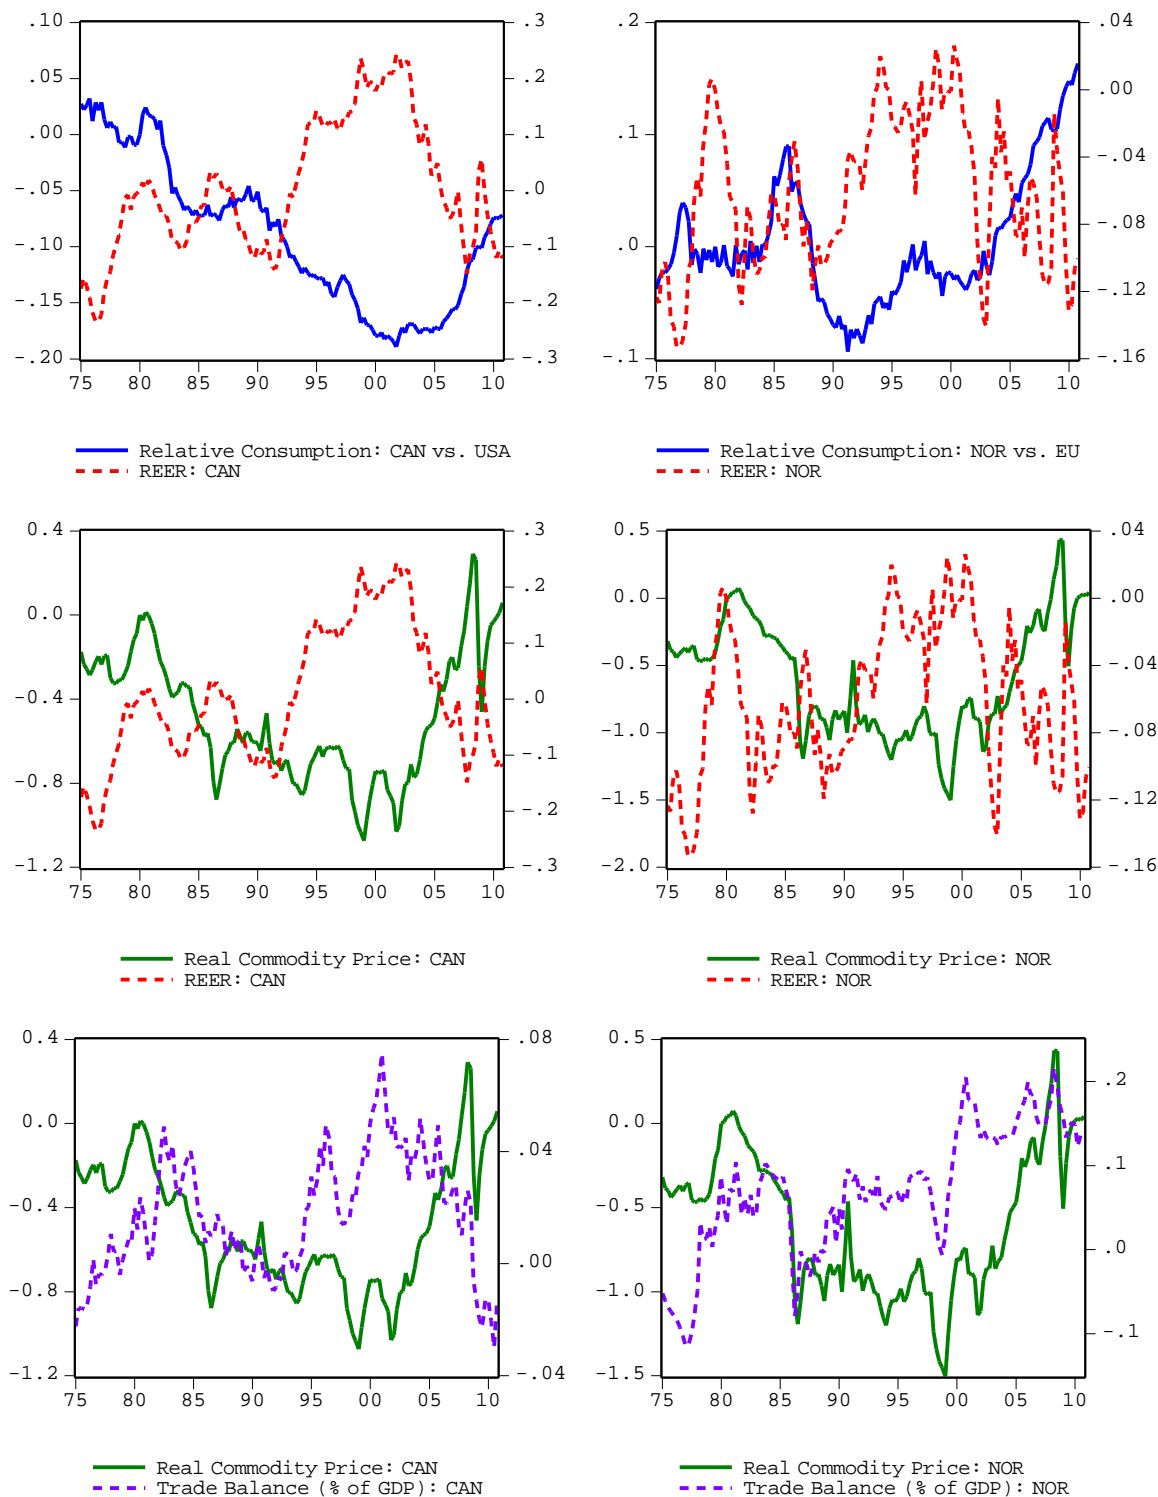 .10 .3 .2 .04
.05 .2 .00
.00 .1 .1 -.04
-.05 .0 -.08
-.10 -.1 .0
-.15 -.2 -.12
-.20 -.3 -.1 -.16
75 80 85 90 95 00 05 10 75 80 85 90 95 00 05 10
Relative Consumption: CAN vs. USA Relative Consumption: NOR vs. EU
REER: CAN REER: NOR
0.4 .3 0.5 .04
.2 0.0 .00
0.0
.1 -0.5 -.04
-0.4 .0
-.1 -1.0 -.08
-0.8
-.2 -1.5 -.12
-1.2 -.3 -2.0 -.16
75 80 85 90 95 00 05 10 75 80 85 90 95 00 05 10
Real Commodity Price: CAN Real Commodity Price: NOR
REER: CAN REER: NOR
0.4 .08 0.5
.2
0.0 0.0
.04 .1
-0.4 -0.5
.00 .0
-0.8 -1.0
-.1
-1.2 -.04 -1.5
75 80 85 90 95 00 05 10 75 80 85 90 95 00 05 10
Real Commodity Price: CAN Real Commodity Price: NOR
Trade Balance (% of GDP): CAN Trade Balance (% of GDP): NOR